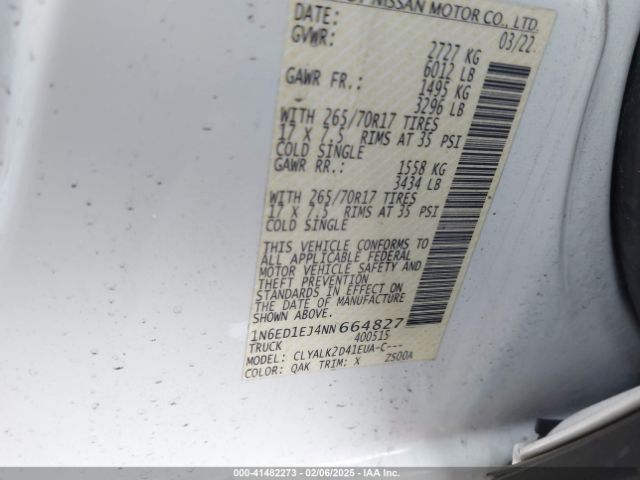 NISSAN MOTOR CO., LTD.
DATE: 03/22
GVWR: 2727 KG
6012 LB
GAWR FR.: 1495 KG
3296 LB
WITH 265/70R17 TIRES
17 X 7.5 RIMS AT 35 PSI
COLD SINGLE
GAWR RR.: 1558 KG
3434 LB
WITH 265/70R17 TIRES
17 X 7.5 RIMS AT 35 PSI
COLD SINGLE
THIS VEHICLE CONFORMS TO
ALL APPLICABLE FEDERAL
MOTOR VEHICLE SAFETY AND
THEFT PREVENTION
STANDARDS IN EFFECT ON
THE DATE OF MANUFACTURE
SHOWN ABOVE.
1N6ED1EJ4NN664827
TRUCK 400515
MODEL: CLYALK2D41EUA-C---
COLOR: QAK TRIM: X 2500A
000-41482273 - 02/06/2025 - IAA Inc.